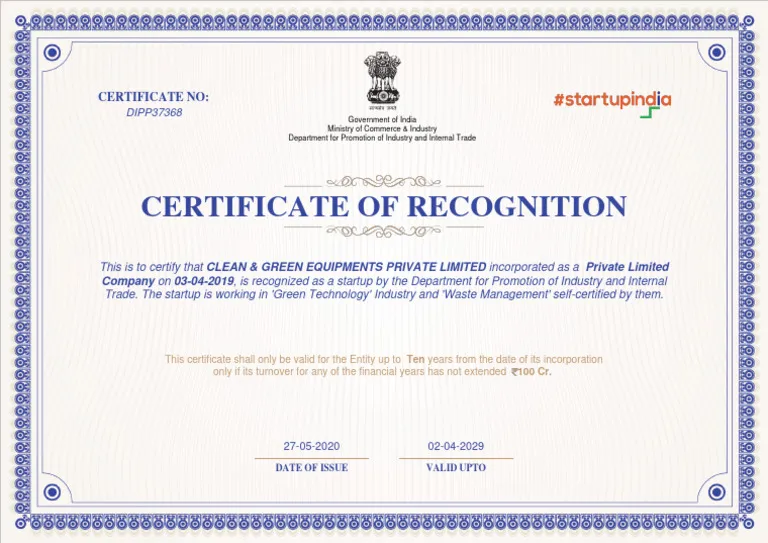 CERTIFICATE NO:
DIPP37368
सत्यमेव जयते
Government of India
Ministry of Commerce & Industry
Department for Promotion of Industry and Internal Trade
#startupindia
CERTIFICATE OF RECOGNITION
This is to certify that CLEAN & GREEN EQUIPMENTS PRIVATE LIMITED incorporated as a Private Limited
Company on 03-04-2019, is recognized as a startup by the Department for Promotion of Industry and Internal
Trade. The startup is working in 'Green Technology' Industry and 'Waste Management' self-certified by them.
This certificate shall only be valid for the Entity up to Ten years from the date of its incorporation
only if its turnover for any of the financial years has not extended ₹100 Cr.
27-05-2020
DATE OF ISSUE
02-04-2029
VALID UPTO